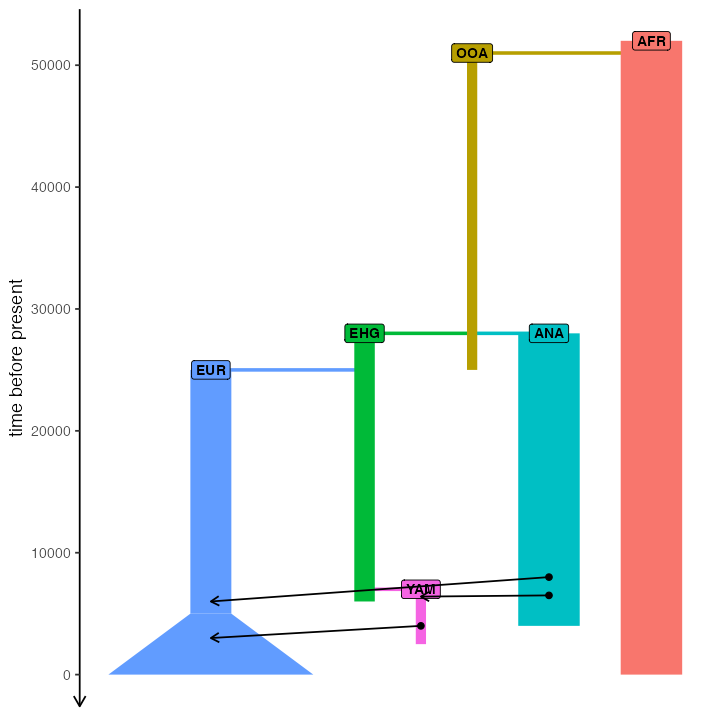 AFR
OOA
50000
40000
30000
EHG
ANA
EUR
20000
10000
YAM
0
time before present